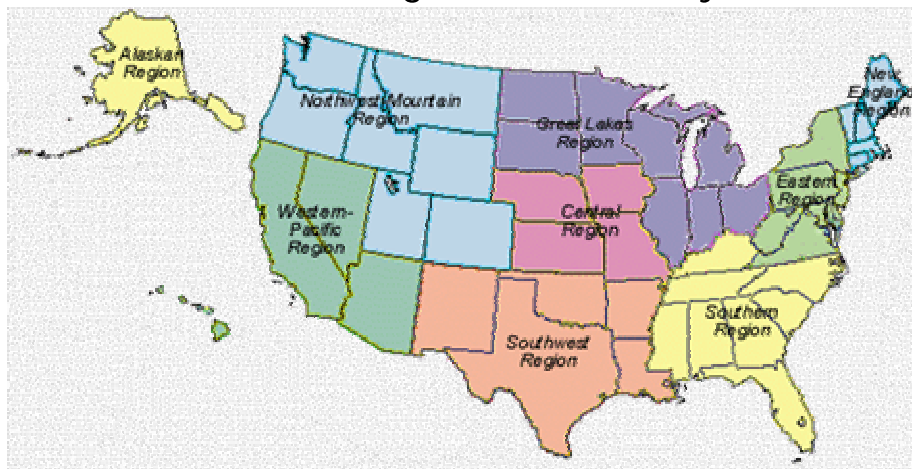 Alaskan
Region
New
England
Region
Northwest Mountain
Region
Great Lakes
Region
Eastern
Region
Western-
Pacific
Region
Central
Region
Southern
Region
Southwest
Region